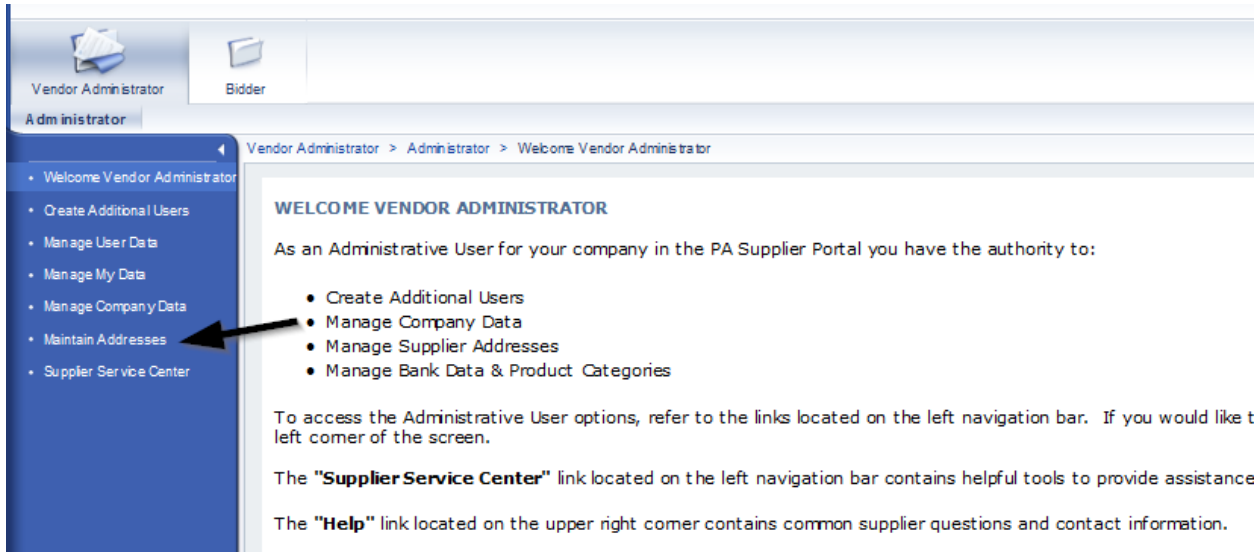 Vendor Administrator
Bidder
Administrator
Vendor Administrator > Administrator > Welcome Vendor Administrator
• Welcome Vendor Administrator
• Create Additional Users
• Manage User Data
• Manage My Data
• Manage Company Data
• Maintain Addresses
• Supplier Service Center
WELCOME VENDOR ADMINISTRATOR
As an Administrative User for your company in the PA Supplier Portal you have the authority to:
• Create Additional Users
• Manage Company Data
• Manage Supplier Addresses
• Manage Bank Data & Product Categories
To access the Administrative User options, refer to the links located on the left navigation bar. If you would like t
left corner of the screen.
The "Supplier Service Center" link located on the left navigation bar contains helpful tools to provide assistance
The "Help" link located on the upper right corner contains common supplier questions and contact information.